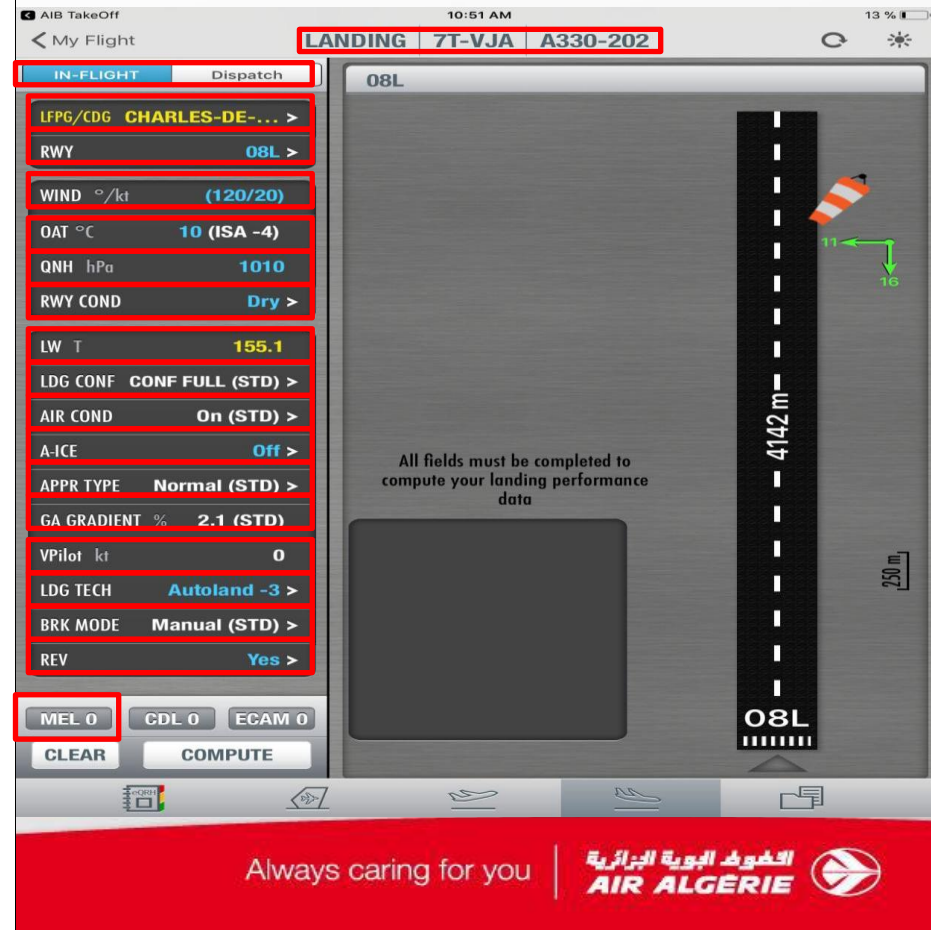 AIB TakeOff 10:51 AM 13 %
My Flight LANDING 7T-VJA A330-202
IN-FLIGHT Dispatch
08L
LFPG/CDG CHARLES-DE-... >
RWY 08L >
WIND °/kt (120/20)
OAT °C 10 (ISA -4)
QNH hPa 1010
RWY COND Dry >
LW T 155.1
LDG CONF CONF FULL (STD) >
AIR COND On (STD) >
A-ICE Off >
APPR TYPE Normal (STD) >
GA GRADIENT % 2.1 (STD)
VPilot kt 0
LDG TECH Autoland -3 >
BRK MODE Manual (STD) >
REV Yes >
MEL 0 CDL 0 ECAM 0
CLEAR COMPUTE
All fields must be completed to
compute your landing performance
data
11
16
4142 m
250 m
08L
eQRH
Always caring for you
الخطوط الجوية الجزائرية
AIR ALGÉRIE